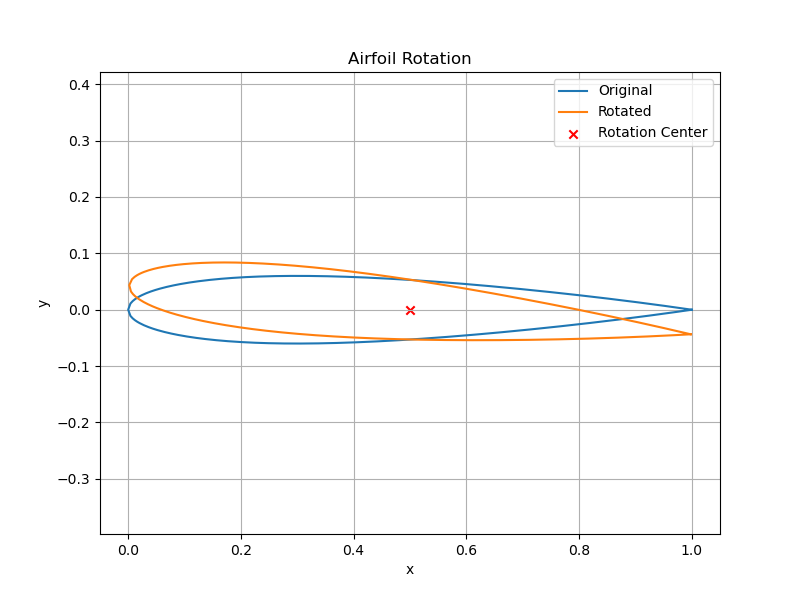 Airfoil Rotation
Original
Rotated
Rotation Center
y
0.4
0.3
0.2
0.1
0.0
−0.1
−0.2
−0.3
0.0 0.2 0.4 0.6 0.8 1.0
x